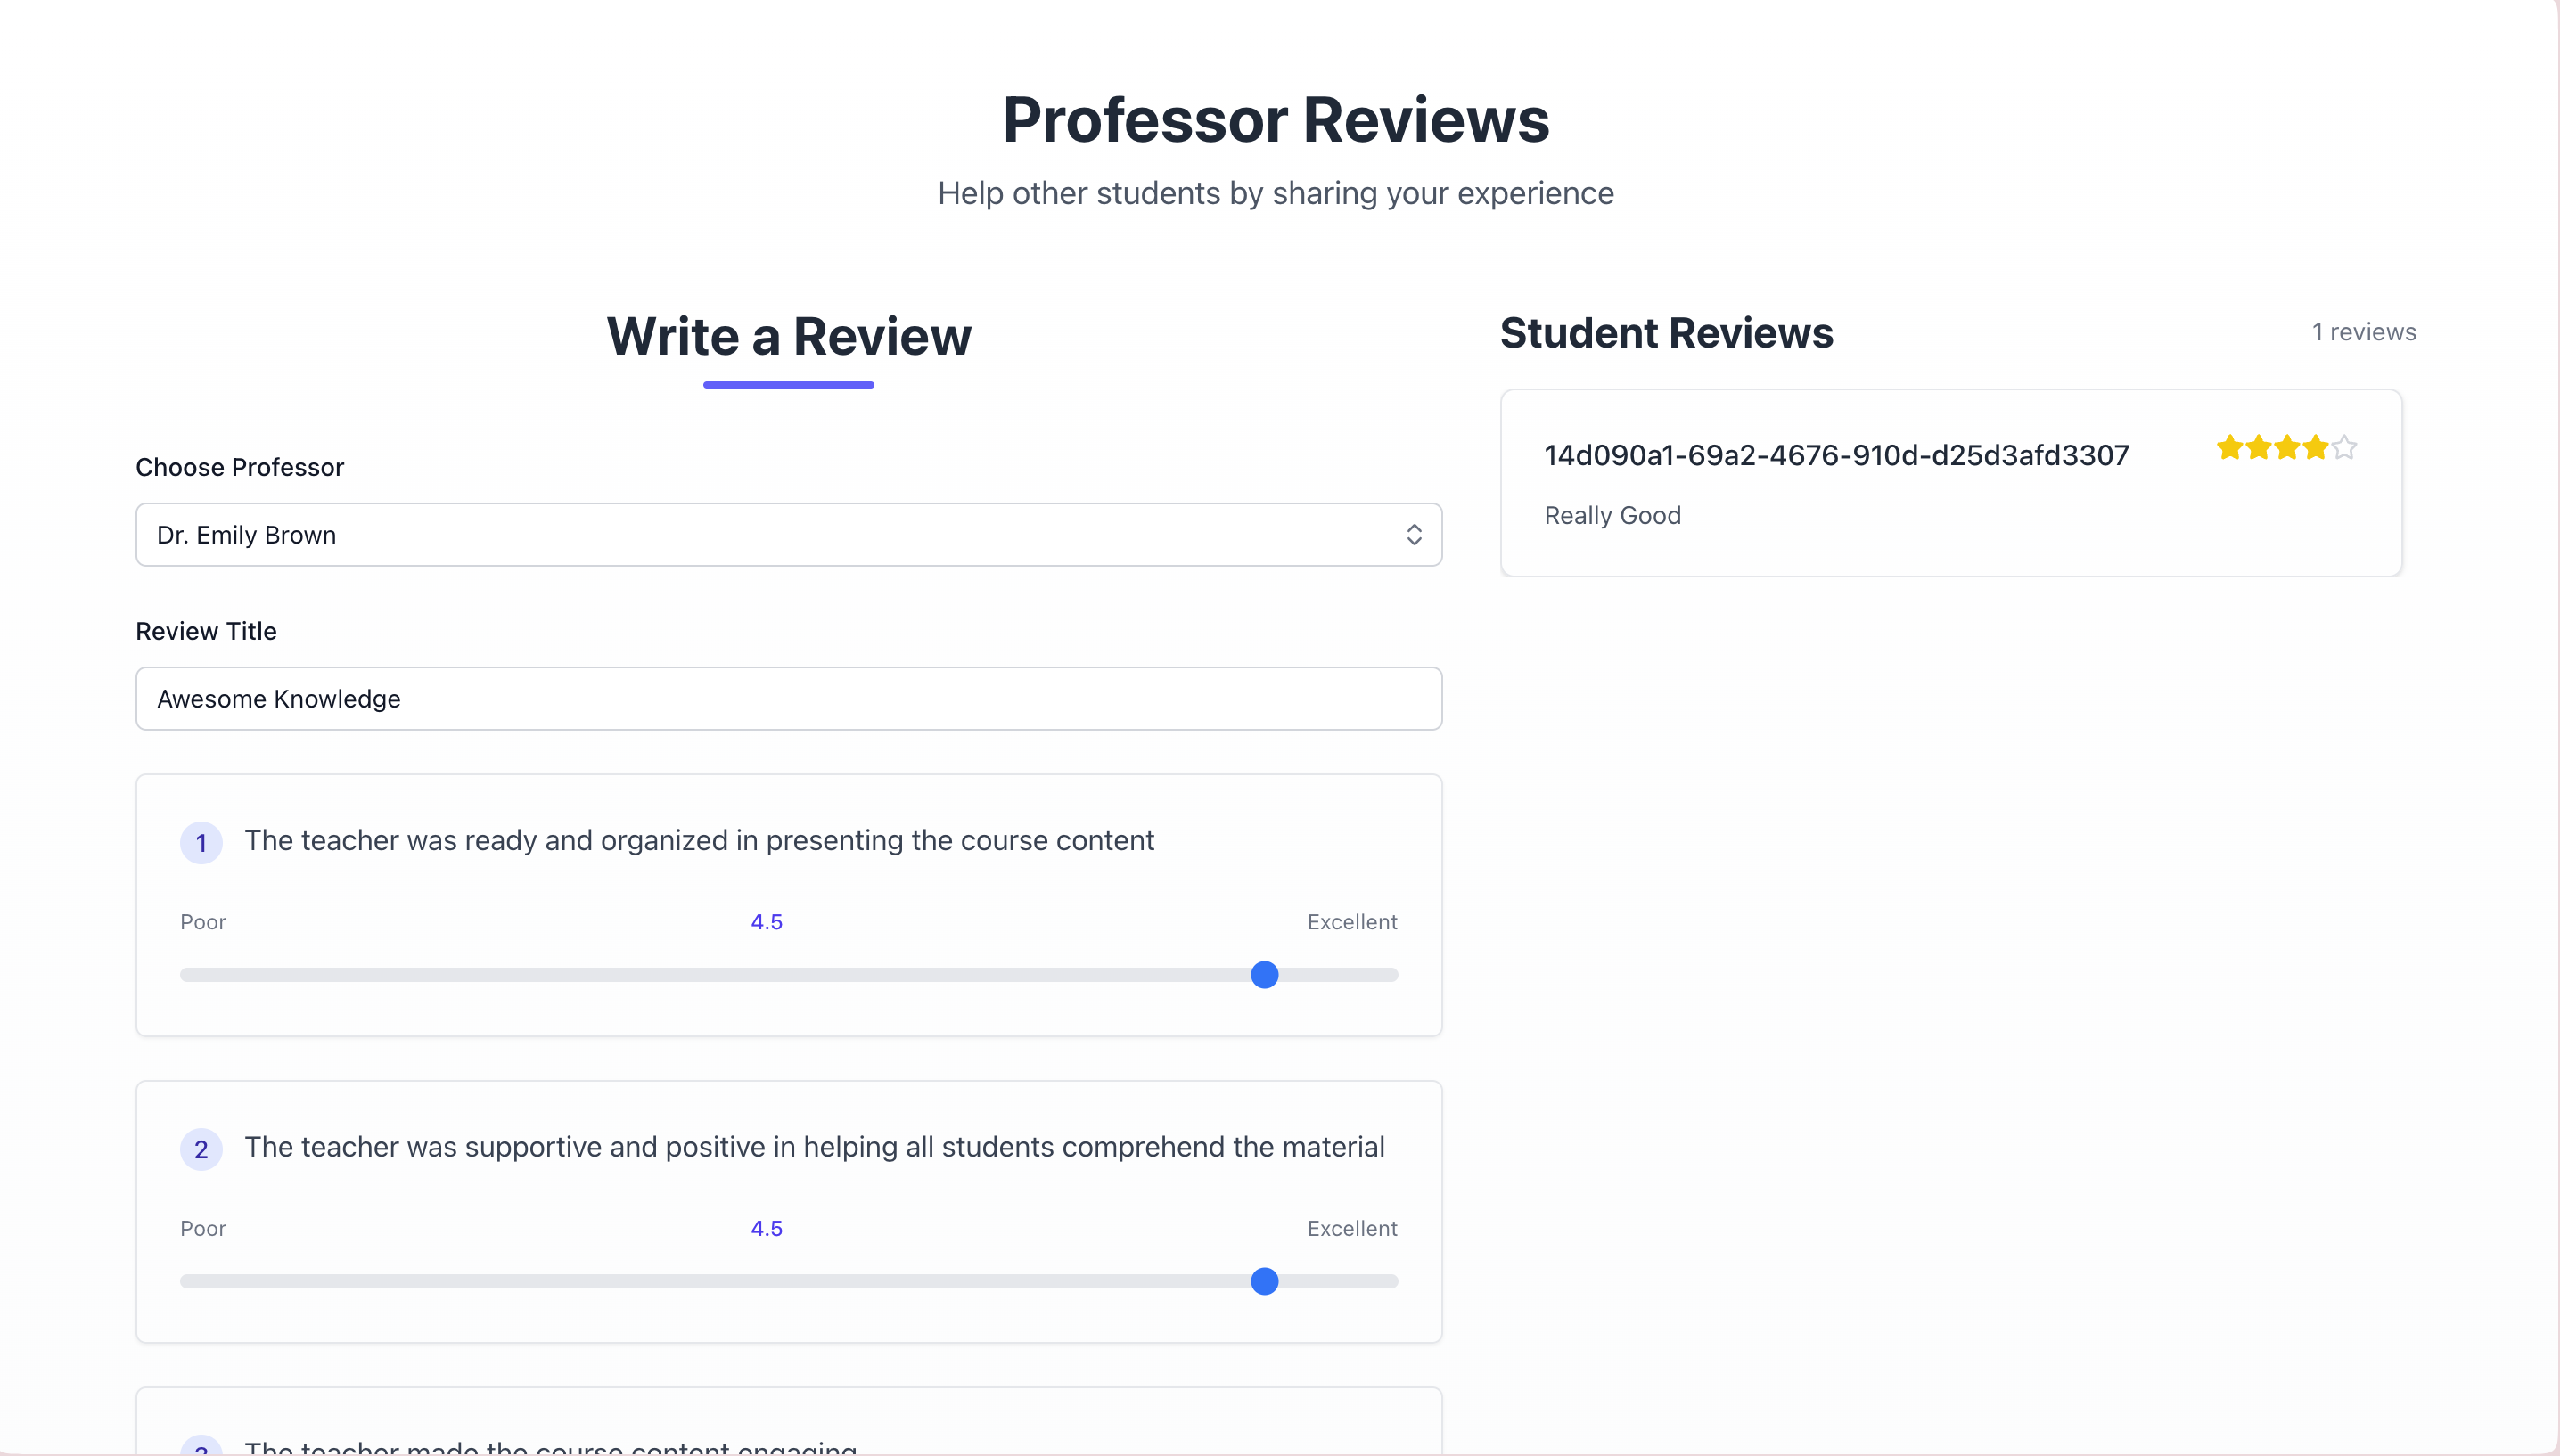 Professor Reviews
Help other students by sharing your experience
Write a Review
Choose Professor
Dr. Emily Brown
Review Title
Awesome Knowledge
1 The teacher was ready and organized in presenting the course content
Poor 4.5 Excellent
2 The teacher was supportive and positive in helping all students comprehend the material
Poor 4.5 Excellent
3 The teacher made the course content engaging
Student Reviews 1 reviews
14d090a1-69a2-4676-910d-d25d3afd3307
Really Good